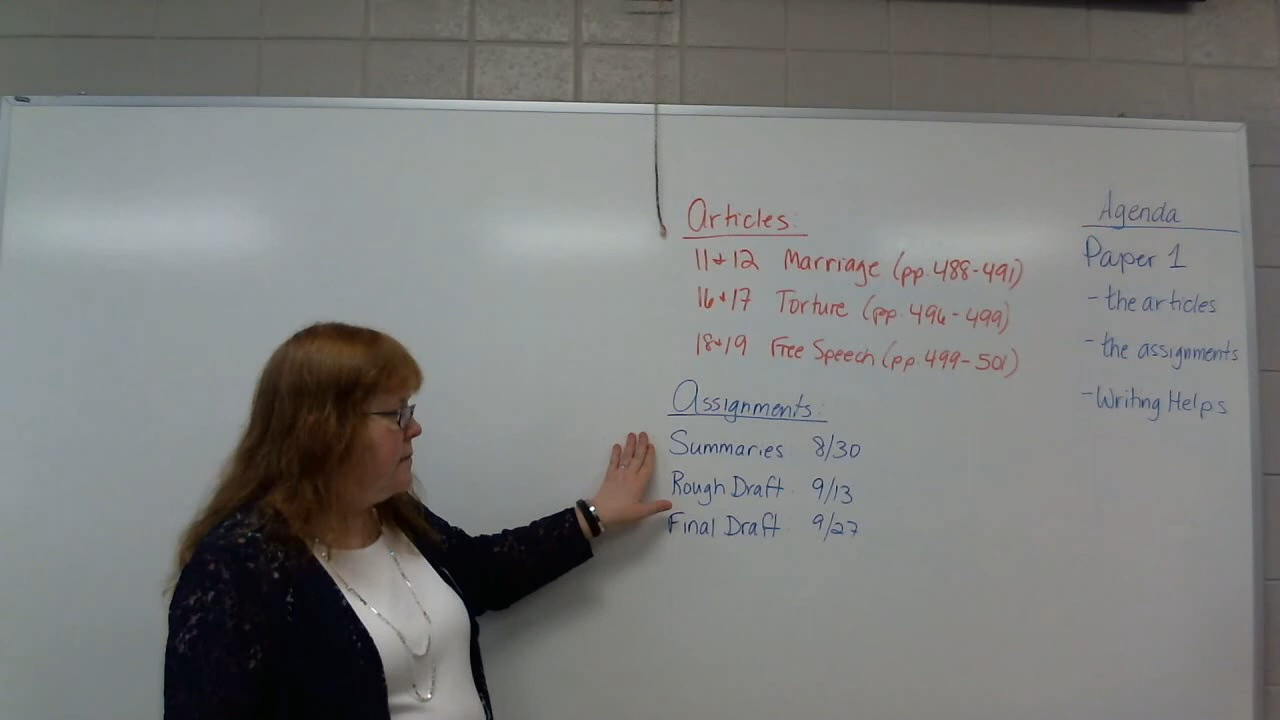 Articles:
11+12 Marriage (pp. 488-491)
16+17 Torture (pp. 496-499)
18+19 Free Speech (pp. 499-501)
Assignments:
Summaries 8/30
Rough Draft 9/13
Final Draft 9/27
Agenda
Paper 1
- the articles
- the assignments
- Writing Helps